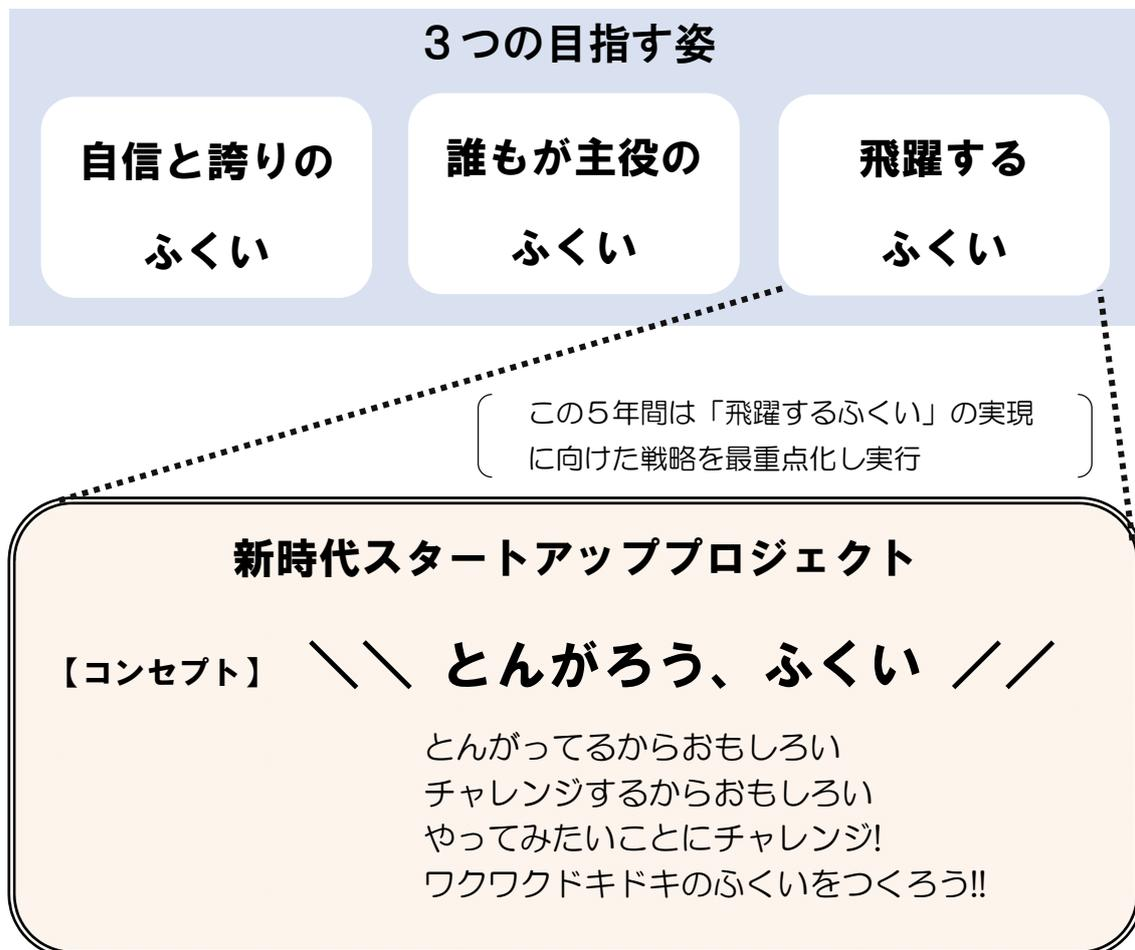 ３つの目指す姿
自信と誇りの
ふくい
誰もが主役の
ふくい
飛躍する
ふくい
この５年間は「飛躍するふくい」の実現
に向けた戦略を最重点化し実行
新時代スタートアッププロジェクト
【コンセプト】 ＼＼ とんがろう、ふくい ／／
とんがってるからおもしろい
チャレンジするからおもしろい
やってみたいことにチャレンジ!
ワクワクドキドキのふくいをつくろう!!